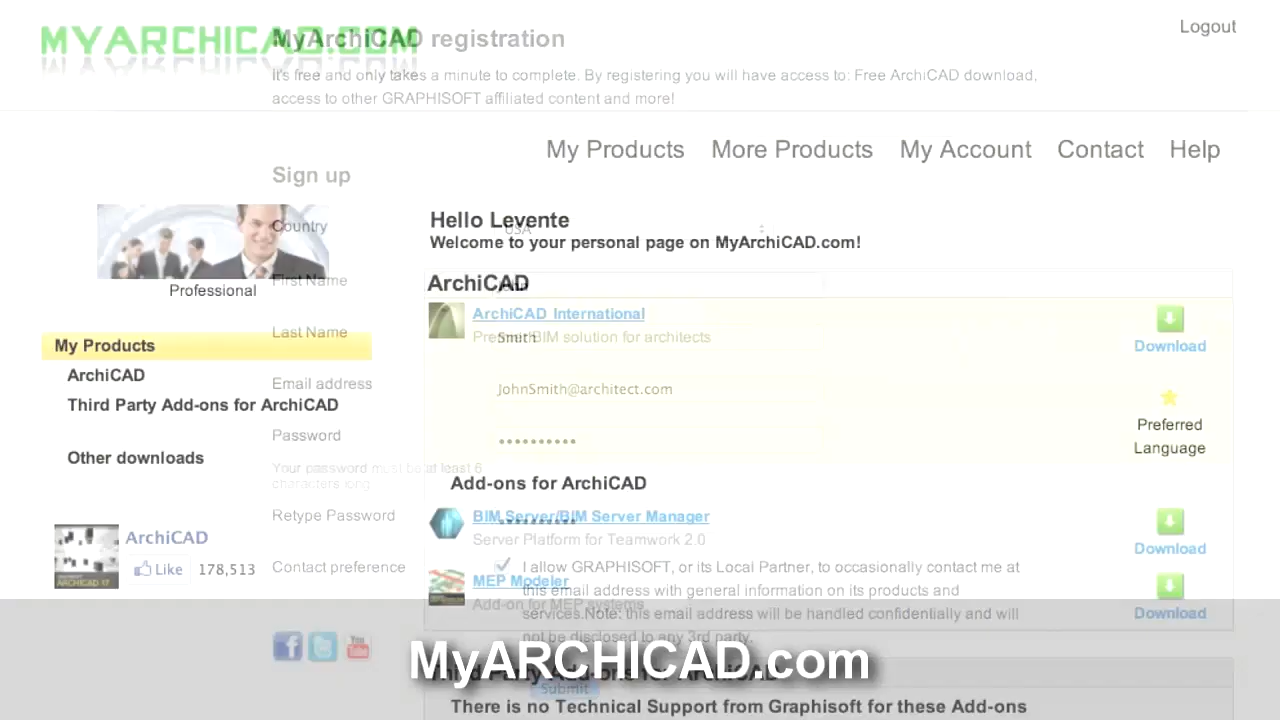 MYARCHICAD.COM
MyArchiCAD registration
Logout
It's free and only takes a minute to complete. By registering you will have access to: Free ArchiCAD download,
access to other GRAPHISOFT affiliated content and more!
My Products More Products My Account Contact Help
Sign up
Hello Levente
Country
USA
Welcome to your personal page on MyArchiCAD.com!
Professional
First Name
John
ArchiCAD
ArchiCAD International
Last Name
Smith
BIM solution for architects
Download
My Products
ArchiCAD
Email address
JohnSmith@architect.com
Third Party Add-ons for ArchiCAD
Preferred
Language
Password
Other downloads
Your password must be at least 6
characters long
Add-ons for ArchiCAD
Retype Password
BIM Server/BIM Server Manager
Server Platform for Teamwork 2.0
Download
ArchiCAD
Like 178,513
Contact preference
I allow GRAPHISOFT, or its Local Partner, to occasionally contact me at
this email address with general information on its products and
services.Note: this email address will be handled confidentially and will
not be disclosed to any 3rd party.
MEP Modeler
Add-on for MEP systems
Download
You
Tube
MyARCHICAD.com
Third Party Add-ons for ArchiCAD
Submit
There is no Technical Support from Graphisoft for these Add-ons